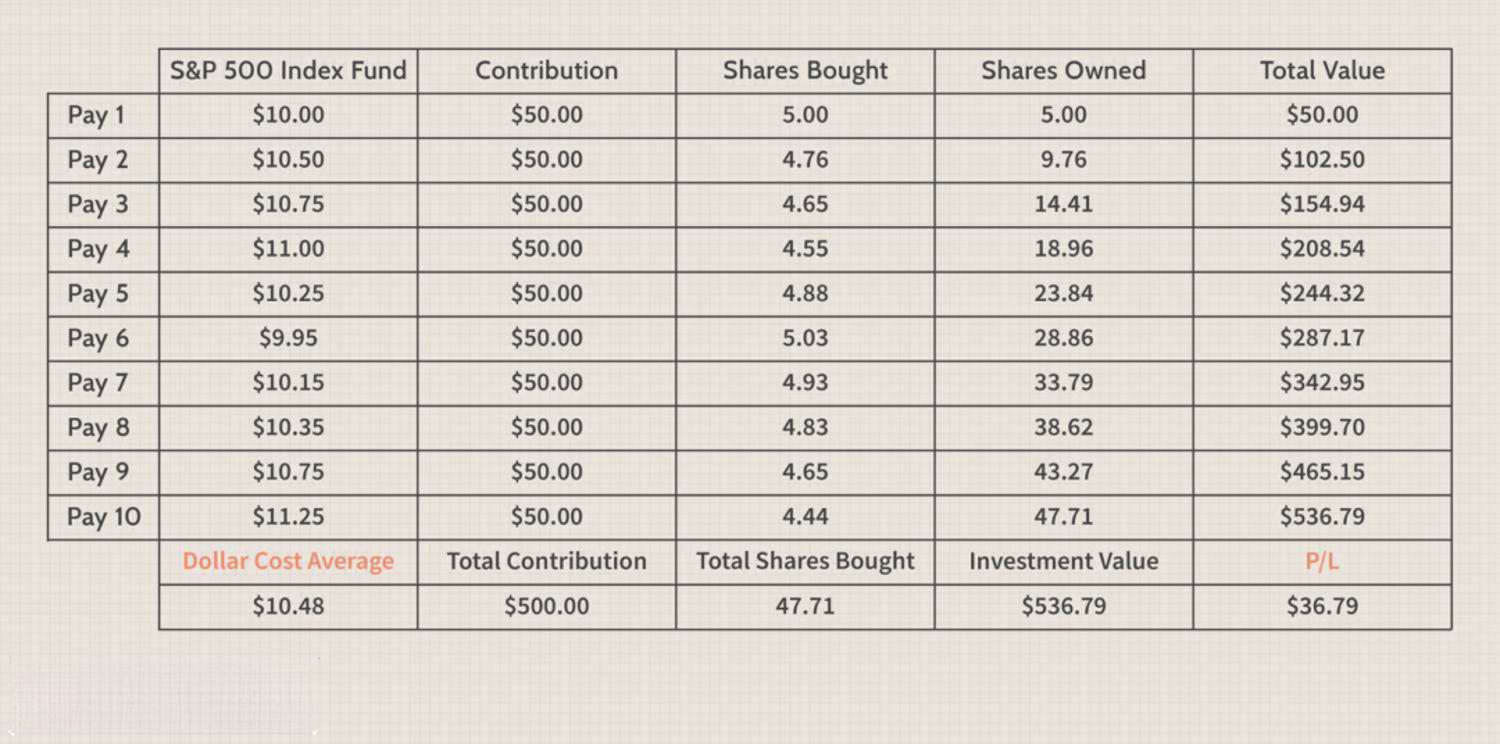 S&P 500 Index Fund Contribution Shares Bought Shares Owned Total Value
Pay 1 $10.00 $50.00 5.00 5.00 $50.00
Pay 2 $10.50 $50.00 4.76 9.76 $102.50
Pay 3 $10.75 $50.00 4.65 14.41 $154.94
Pay 4 $11.00 $50.00 4.55 18.96 $208.54
Pay 5 $10.25 $50.00 4.88 23.84 $244.32
Pay 6 $9.95 $50.00 5.03 28.86 $287.17
Pay 7 $10.15 $50.00 4.93 33.79 $342.95
Pay 8 $10.35 $50.00 4.83 38.62 $399.70
Pay 9 $10.75 $50.00 4.65 43.27 $465.15
Pay 10 $11.25 $50.00 4.44 47.71 $536.79
Dollar Cost Average Total Contribution Total Shares Bought Investment Value P/L
$10.48 $500.00 47.71 $536.79 $36.79